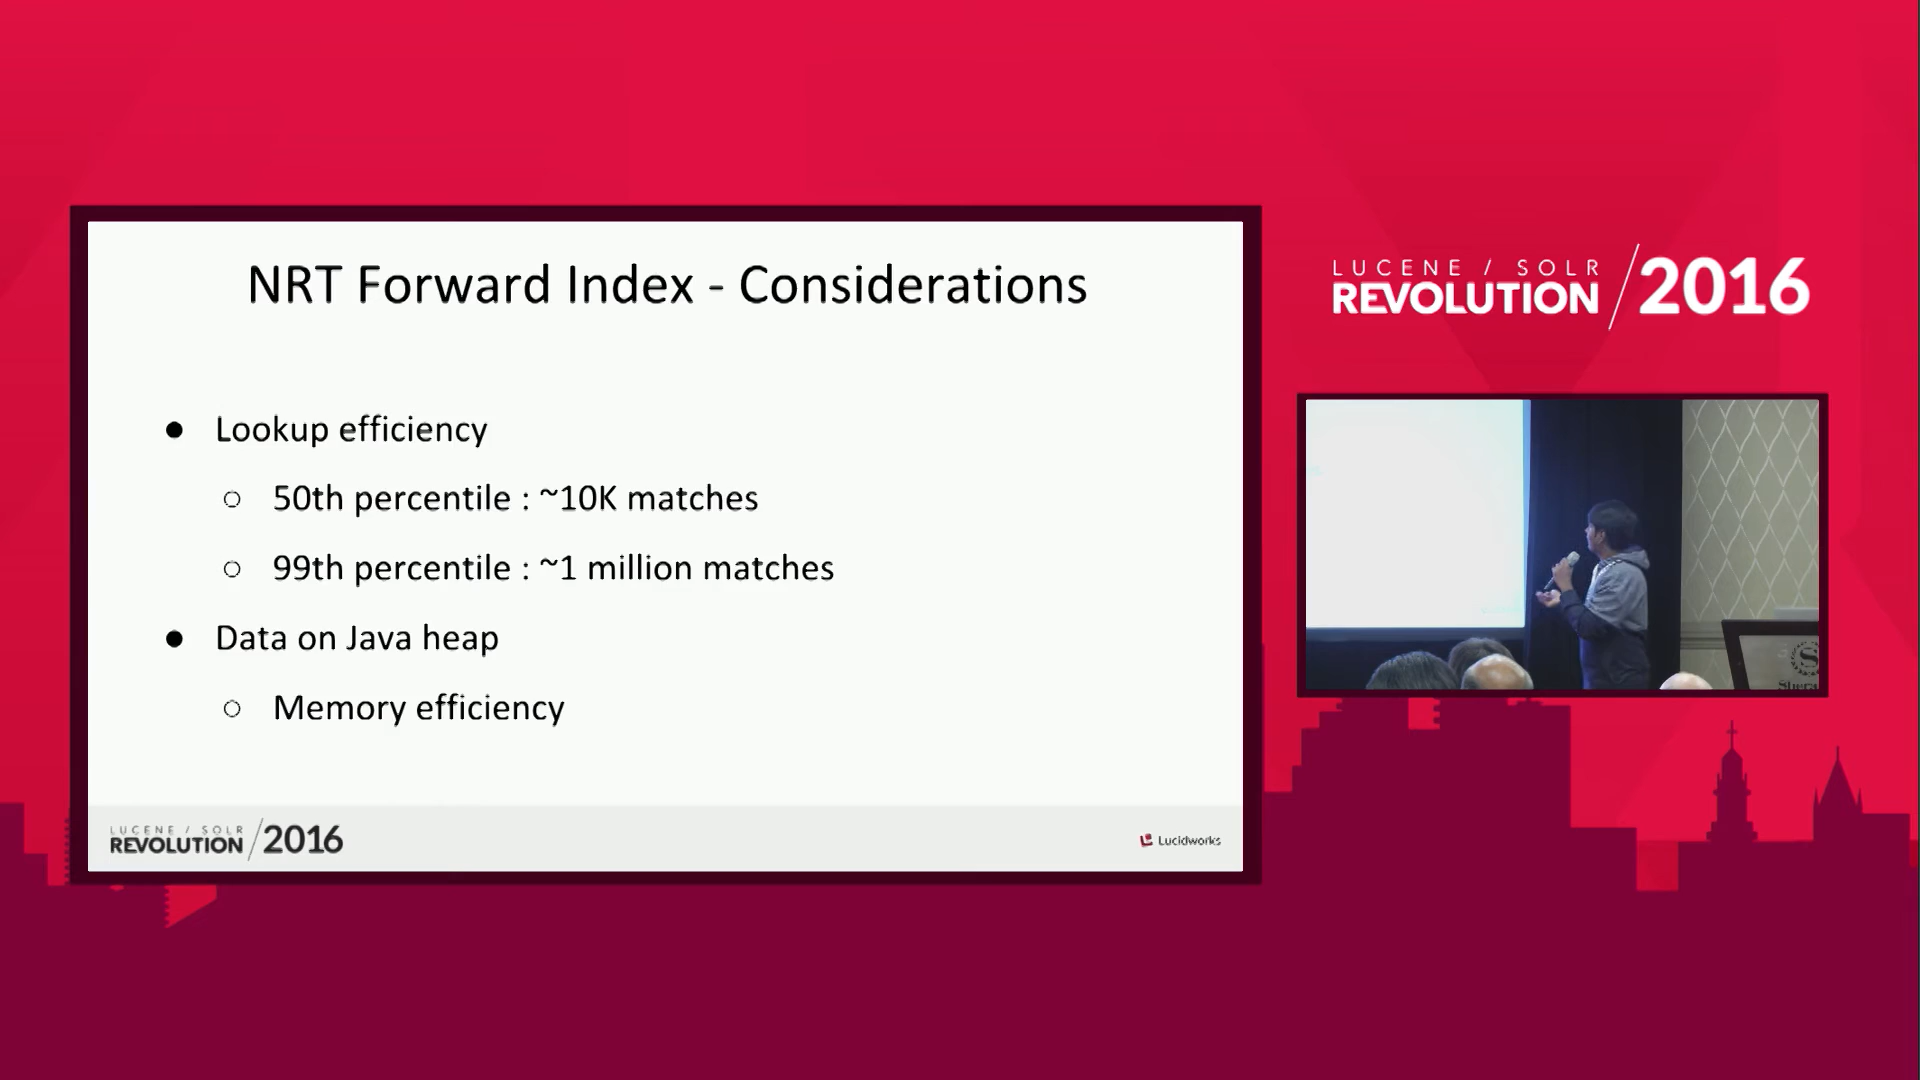 NRT Forward Index - Considerations
● Lookup efficiency
○ 50th percentile : ~10K matches
○ 99th percentile : ~1 million matches
● Data on Java heap
○ Memory efficiency
LUCENE / SOLR
REVOLUTION / 2016
Lucidworks
LUCENE / SOLR
REVOLUTION / 2016
S